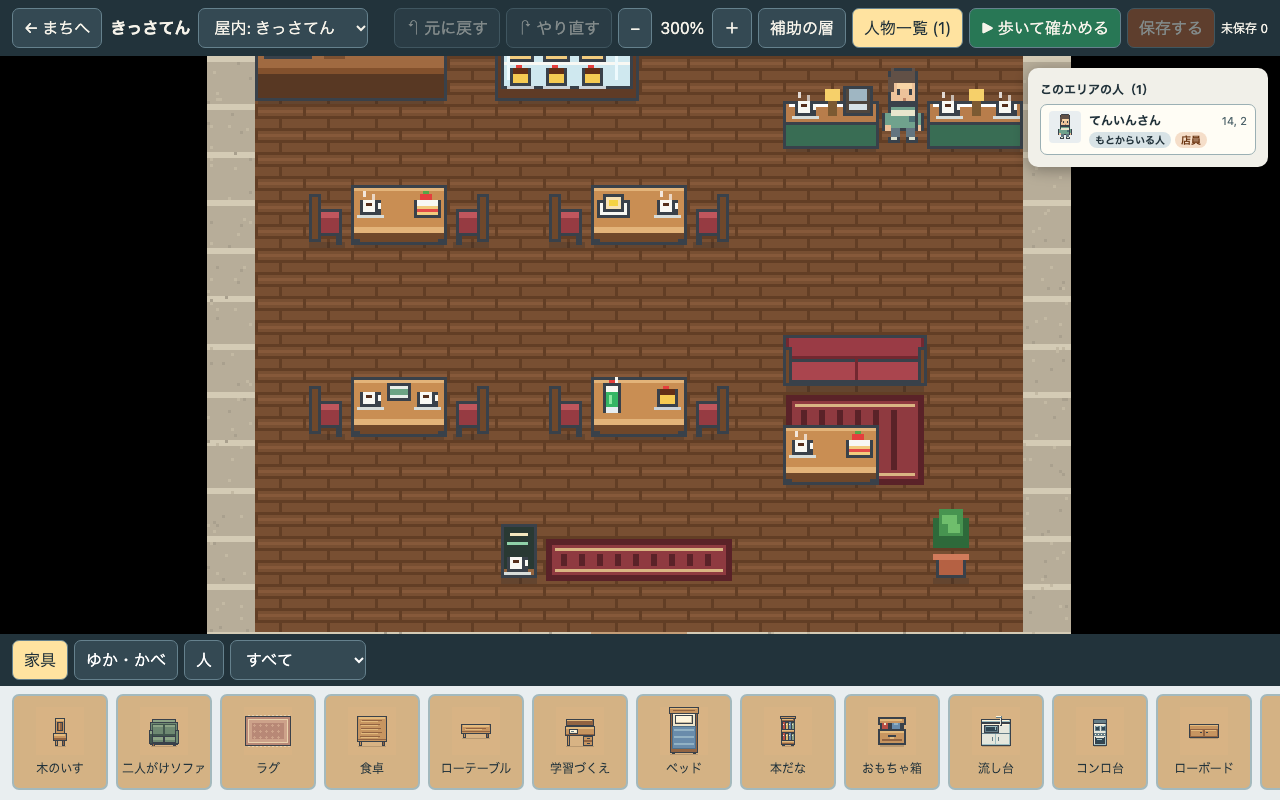 ← まちへ きっさてん 屋内: きっさてん 元に戻す やり直す − 300% + 補助の層 人物一覧 (1) ▶ 歩いて確かめる 保存する 未保存 0
このエリアの人（1）
てんいんさん 14, 2
もとからいる人 店員
家具 ゆか・かべ 人 すべて
木のいす 二人がけソファ ラグ 食卓 ローテーブル 学習づくえ ベッド 本だな おもちゃ箱 流し台 コンロ台 ローボード